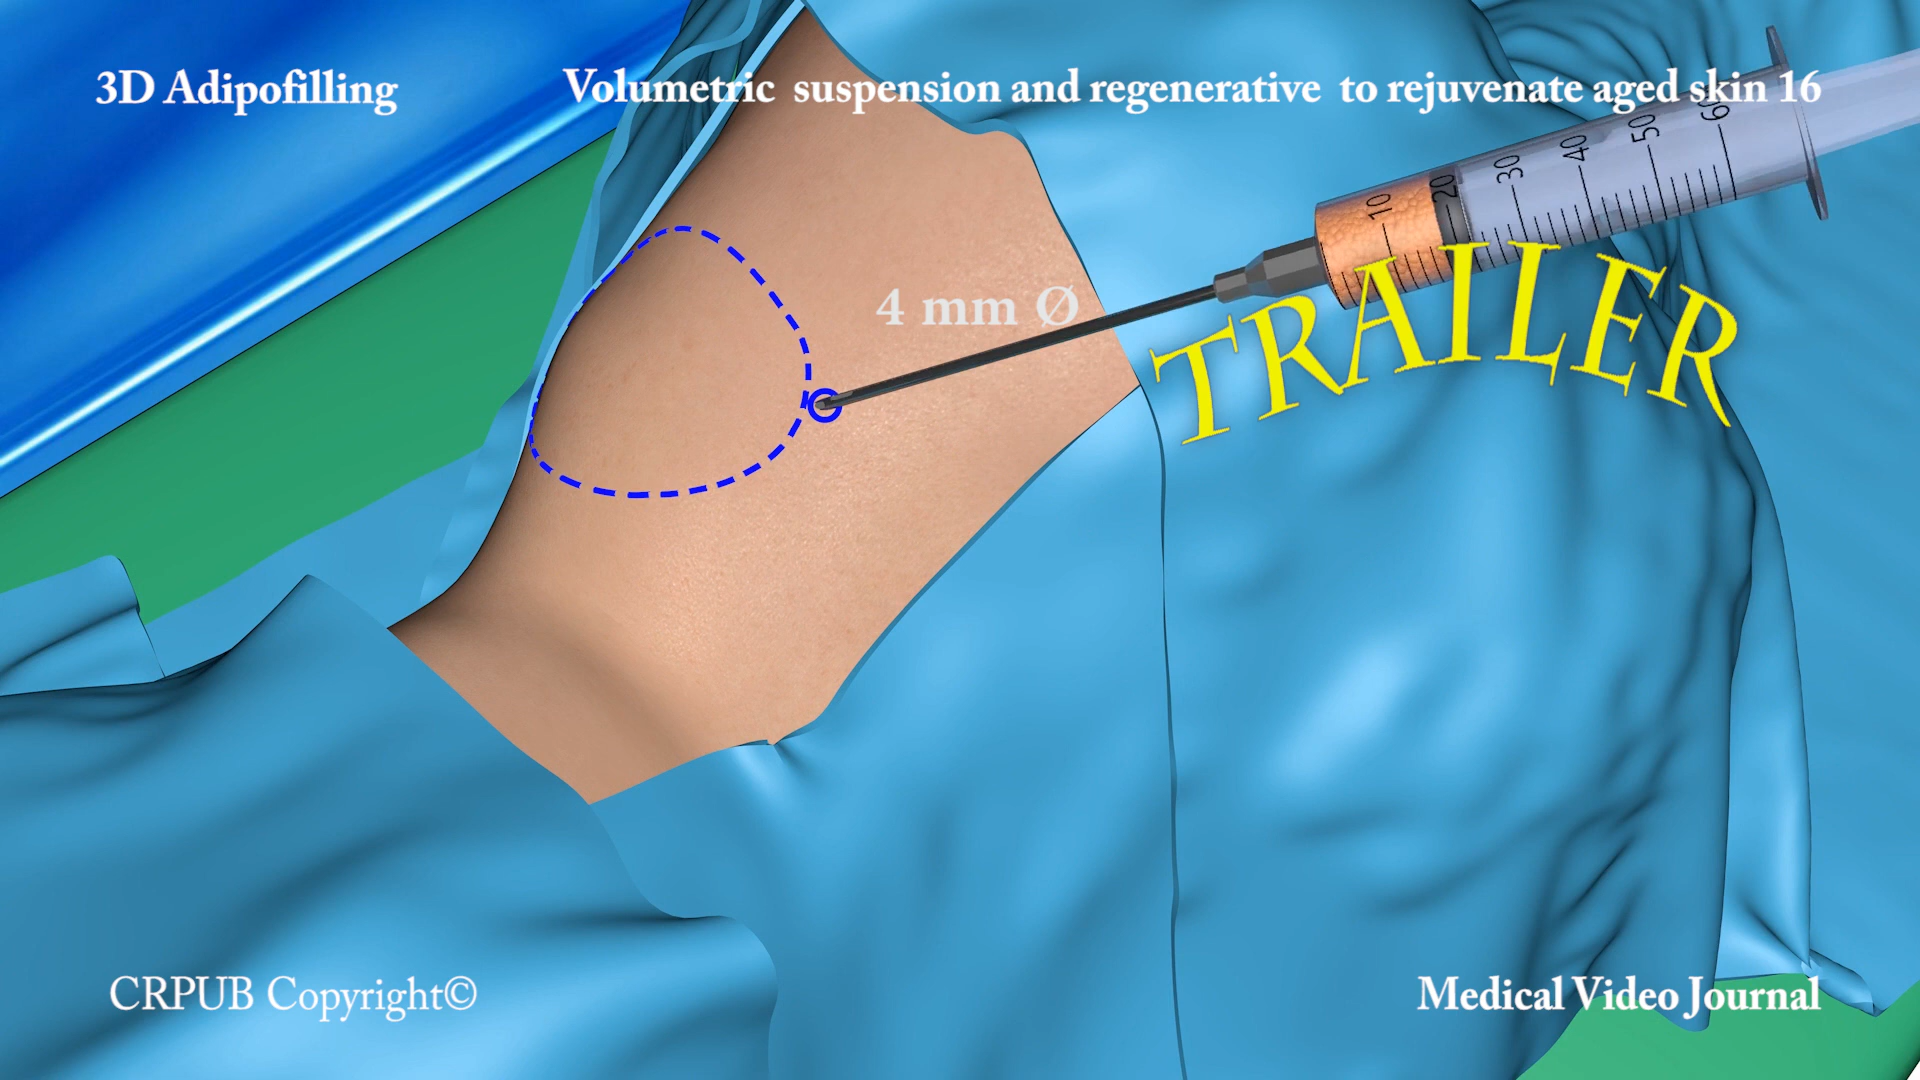 3D Adipofilling
Volumetric suspension and regenerative to rejuvenate aged skin 16
10 20 30 40 50 60
4 mm Ø
TRAILER
CRPUB Copyright©
Medical Video Journal